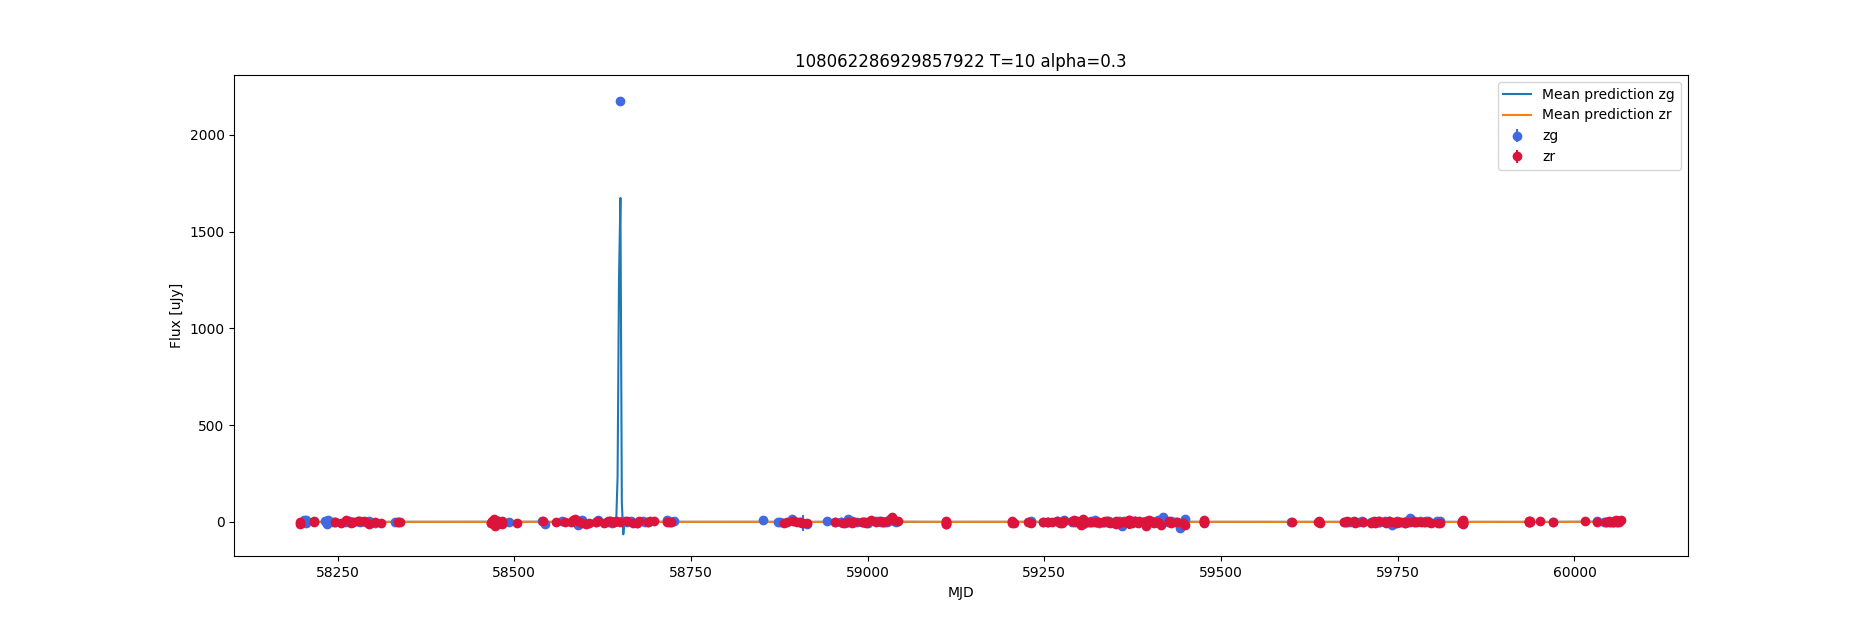 108062286929857922 T=10 alpha=0.3
Mean prediction zg
Mean prediction zr
zg
zr
2000
1500
1000
500
0
Flux [uJy]
58250 58500 58750 59000 59250 59500 59750 60000
MJD